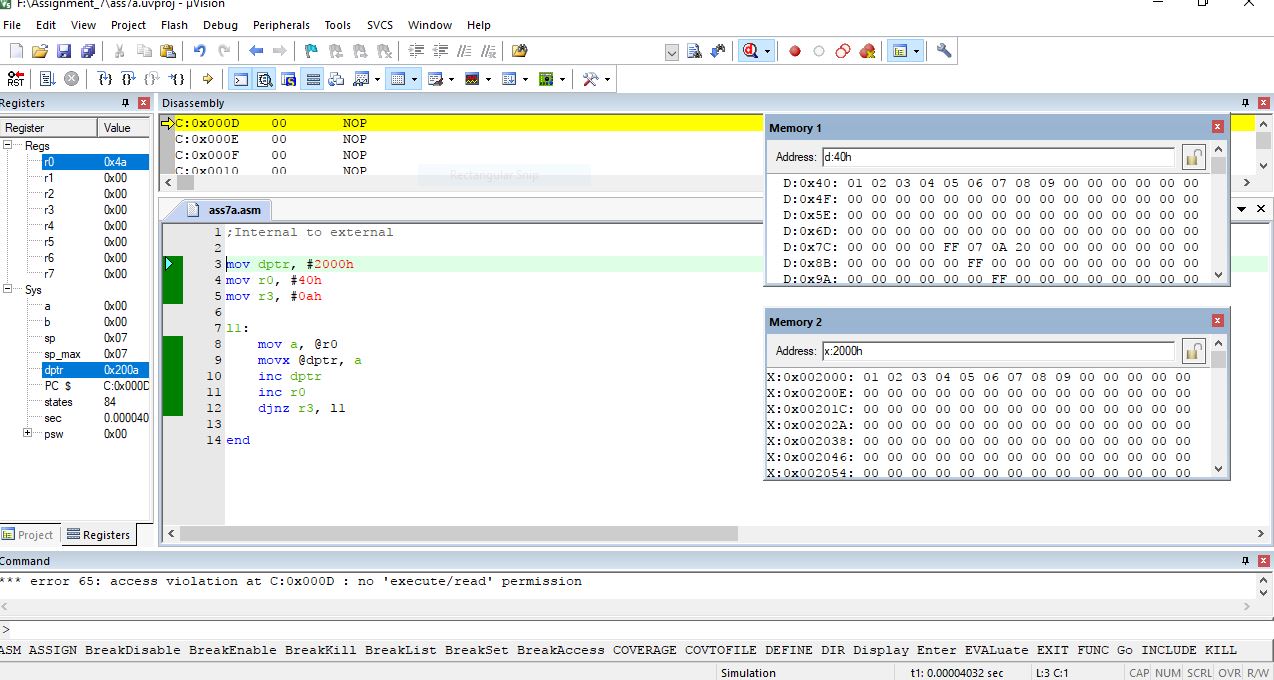 F:\Assignment_7\ass7a.uvproj - µVision
File Edit View Project Flash Debug Peripherals Tools SVCS Window Help
Registers
Register Value
Regs
r0 0x4a
r1 0x00
r2 0x00
r3 0x00
r4 0x00
r5 0x00
r6 0x00
r7 0x00
Sys
a 0x00
b 0x00
sp 0x07
sp_max 0x07
dptr 0x200a
PC $ C:0x000D
states 84
sec 0.000040
psw 0x00
Project Registers
Disassembly
C:0x000D 00 NOP
C:0x000E 00 NOP
C:0x000F 00 NOP
C:0x0010 00 NOP
Rectangular Snip
ass7a.asm
1 ;Internal to external
2
3 mov dptr, #2000h
4 mov r0, #40h
5 mov r3, #0ah
6
7 l1:
8 mov a, @r0
9 movx @dptr, a
10 inc dptr
11 inc r0
12 djnz r3, l1
13
14 end
Memory 1
Address: d:40h
D:0x40: 01 02 03 04 05 06 07 08 09 00 00 00 00 00 00
D:0x4F: 00 00 00 00 00 00 00 00 00 00 00 00 00 00 00
D:0x5E: 00 00 00 00 00 00 00 00 00 00 00 00 00 00 00
D:0x6D: 00 00 00 00 00 00 00 00 00 00 00 00 00 00 00
D:0x7C: 00 00 00 00 FF 07 0A 20 00 00 00 00 00 00 00
D:0x8B: 00 00 00 00 00 FF 00 00 00 00 00 00 00 00 00
D:0x9A: 00 00 00 00 00 00 FF 00 00 00 00 00 00 00 00
Memory 2
Address: x:2000h
X:0x002000: 01 02 03 04 05 06 07 08 09 00 00 00 00 00
X:0x00200E: 00 00 00 00 00 00 00 00 00 00 00 00 00 00
X:0x00201C: 00 00 00 00 00 00 00 00 00 00 00 00 00 00
X:0x00202A: 00 00 00 00 00 00 00 00 00 00 00 00 00 00
X:0x002038: 00 00 00 00 00 00 00 00 00 00 00 00 00 00
X:0x002046: 00 00 00 00 00 00 00 00 00 00 00 00 00 00
X:0x002054: 00 00 00 00 00 00 00 00 00 00 00 00 00 00
Command
*** error 65: access violation at C:0x000D : no 'execute/read' permission
>
ASM ASSIGN BreakDisable BreakEnable BreakKill BreakList BreakSet BreakAccess COVERAGE COVTOFILE DEFINE DIR Display Enter EVALuate EXIT FUNC Go INCLUDE KILL
Simulation t1: 0.00004032 sec L:3 C:1 CAP NUM SCRL OVR R/W